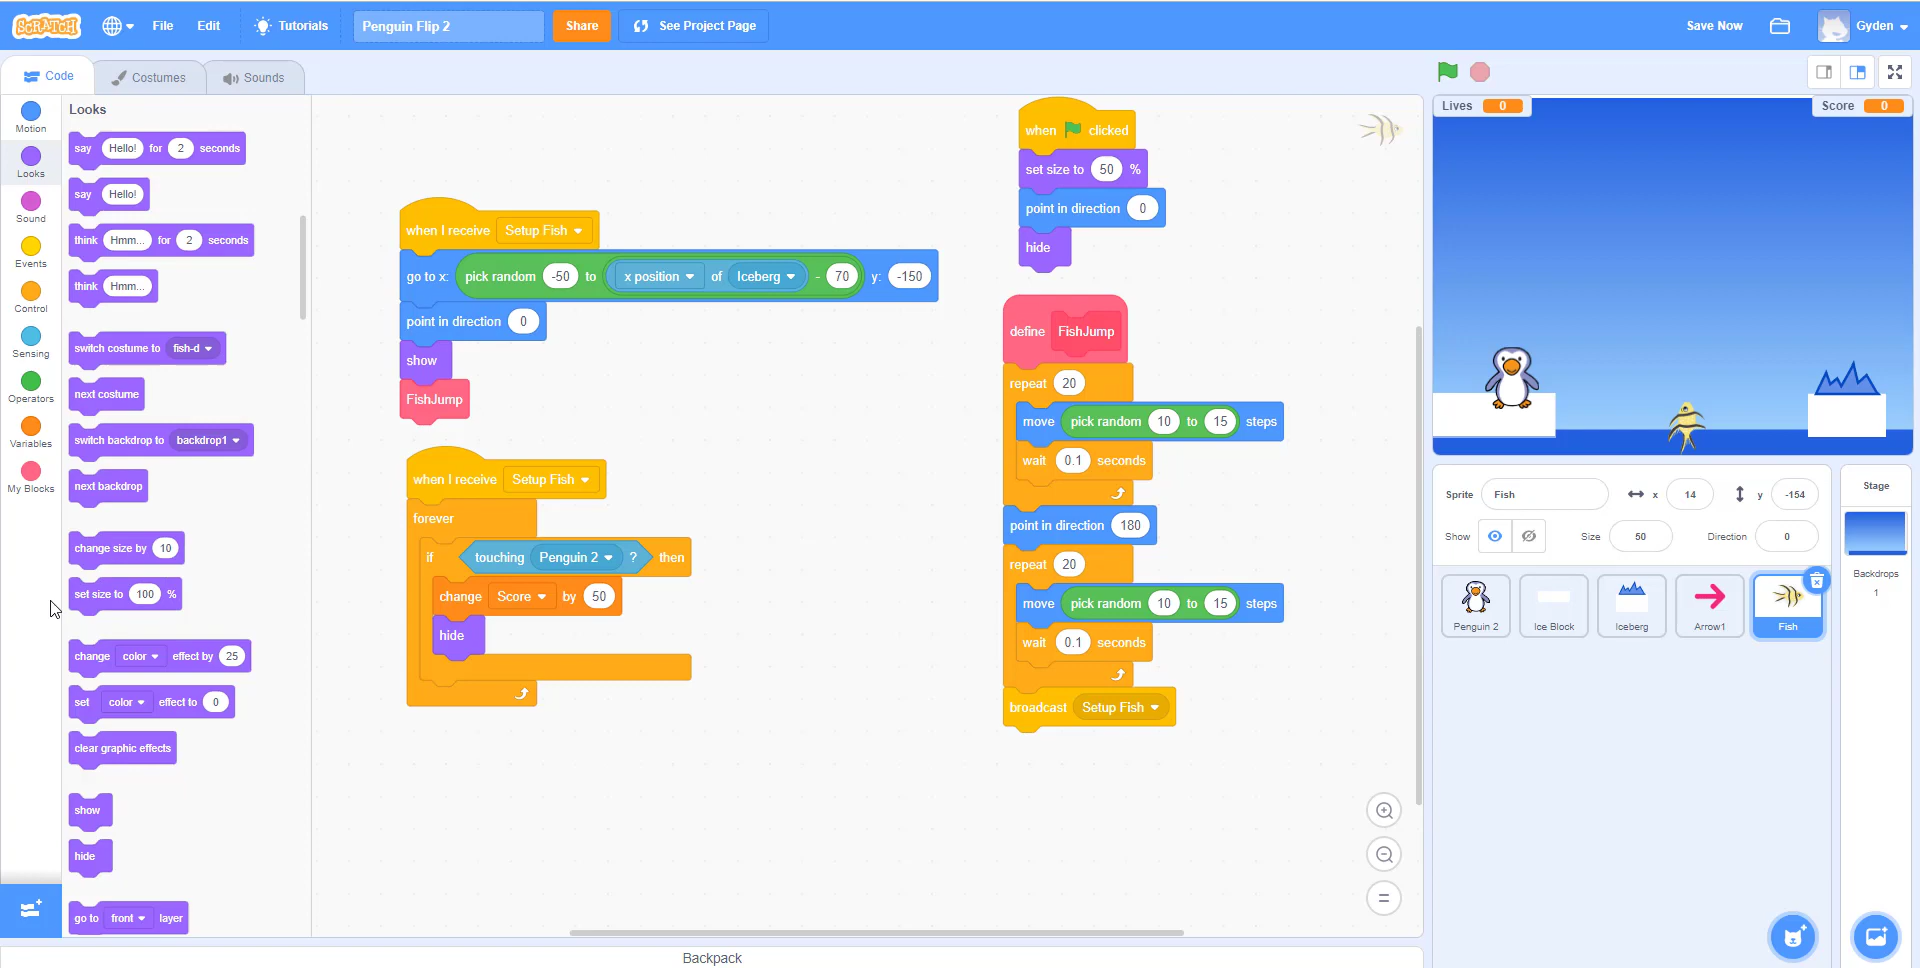 SCRATCH File Edit Tutorials Penguin Flip 2 Share See Project Page Save Now Gyden
Code Costumes Sounds
Motion
Looks
Sound
Events
Control
Sensing
Operators
Variables
My Blocks
Looks
say Hello! for 2 seconds
say Hello!
think Hmm... for 2 seconds
think Hmm...
switch costume to fish-d
next costume
switch backdrop to backdrop1
next backdrop
change size by 10
set size to 100 %
change color effect by 25
set color effect to 0
clear graphic effects
show
hide
go to front layer
when I receive Setup Fish
go to x: pick random -50 to x position of Iceberg - 70 y: -150
point in direction 0
show
FishJump
when I receive Setup Fish
forever
if touching Penguin 2 ? then
change Score by 50
hide
when clicked
set size to 50 %
point in direction 0
hide
define FishJump
repeat 20
move pick random 10 to 15 steps
wait 0.1 seconds
point in direction 180
repeat 20
move pick random 10 to 15 steps
wait 0.1 seconds
broadcast Setup Fish
Backpack
Lives 0
Score 0
Sprite Fish x 14 y -154
Show Size 50 Direction 0
Penguin 2
Ice Block
Iceberg
Arrow1
Fish
Stage
Backdrops
1